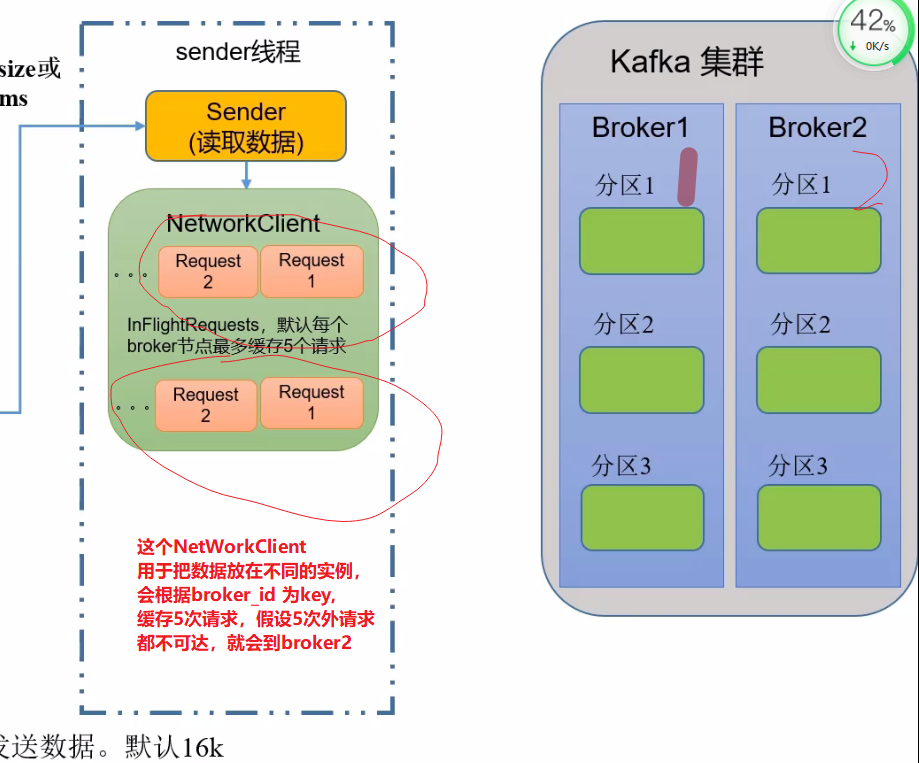 size或
ms
sender线程
Sender
(读取数据)
NetworkClient
Request
2
Request
1
InFlightRequests，默认每个
broker节点最多缓存5个请求
Request
2
Request
1
这个NetWorkClient
用于把数据放在不同的实例，
会根据broker_id 为key,
缓存5次请求，假设5次外请求
都不可达，就会到broker2
Kafka 集群
42%
0K/s
Broker1
分区1
分区2
分区3
Broker2
分区1
分区2
分区3
发送数据。默认16k